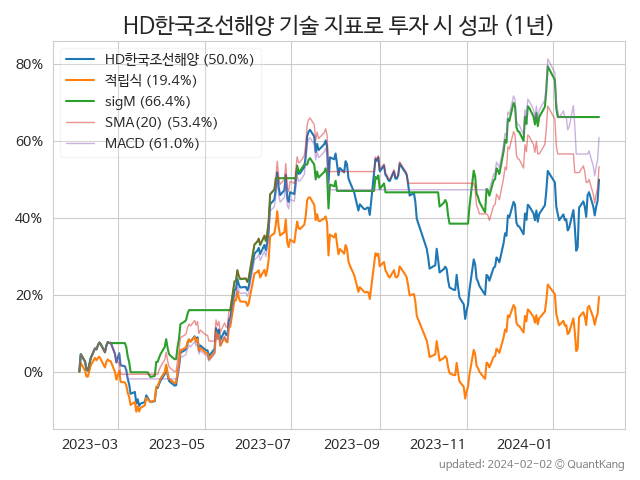 HD한국조선해양 기술 지표로 투자 시 성과 (1년)
HD한국조선해양 (50.0%)
적립식 (19.4%)
sigM (66.4%)
SMA(20) (53.4%)
MACD (61.0%)
80%
60%
40%
20%
0%
2023-03 2023-05 2023-07 2023-09 2023-11 2024-01
updated: 2024-02-02 © QuantKang